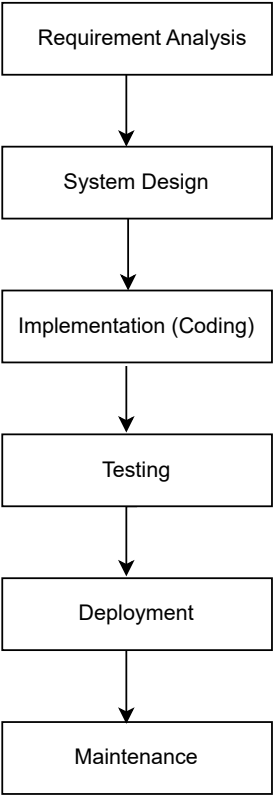 Requirement Analysis
System Design
Implementation (Coding)
Testing
Deployment
Maintenance